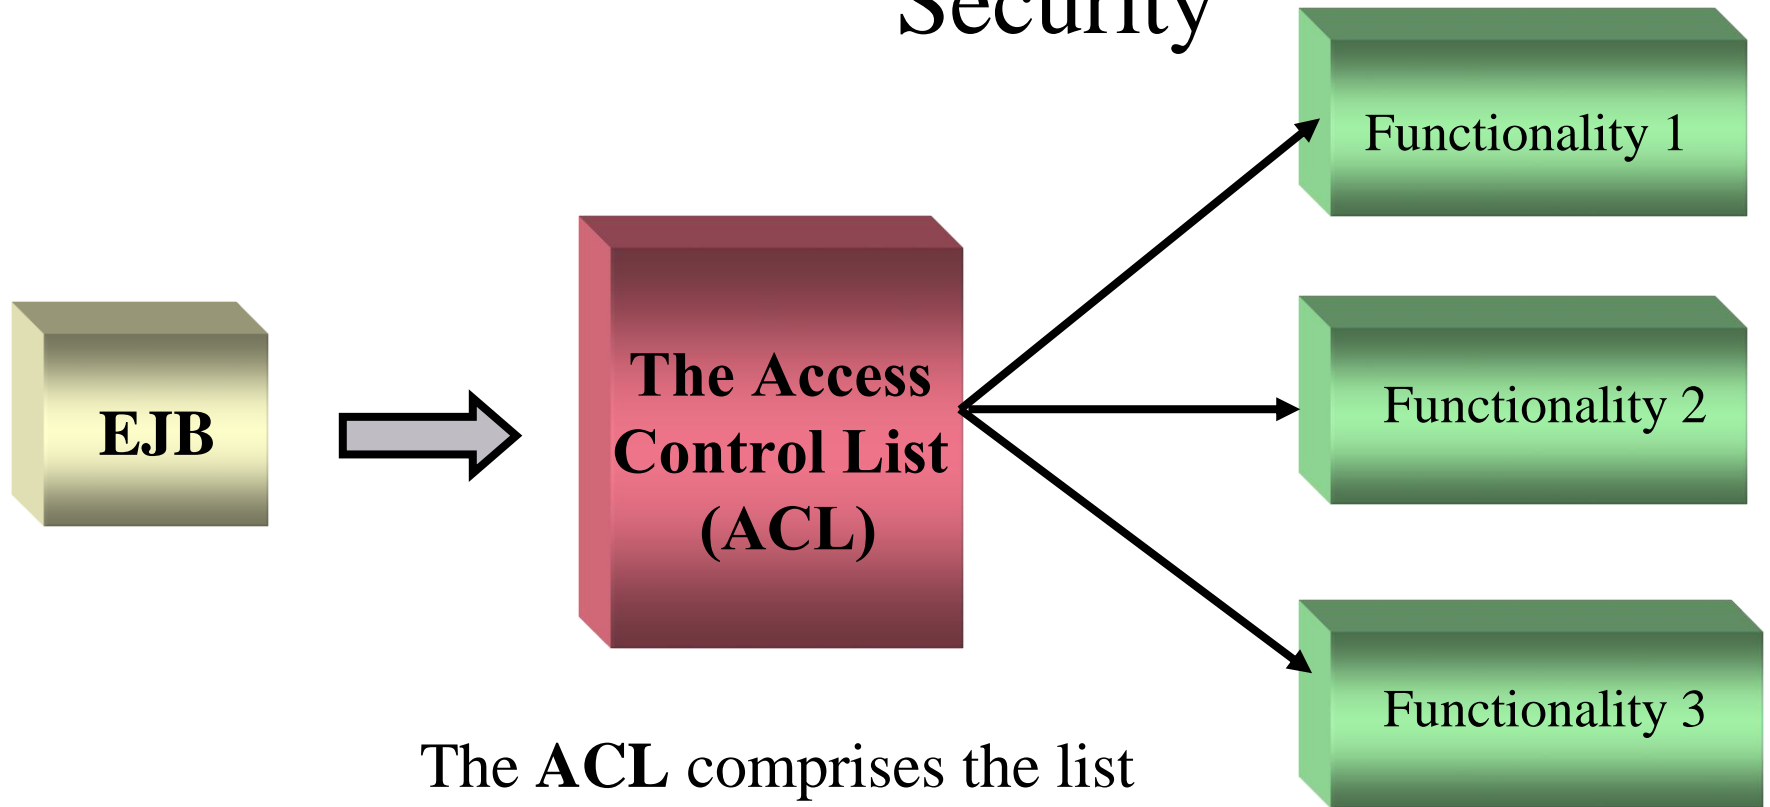 Security
EJB
The Access
Control List
(ACL)
Functionality 1
Functionality 2
Functionality 3
The ACL comprises the list